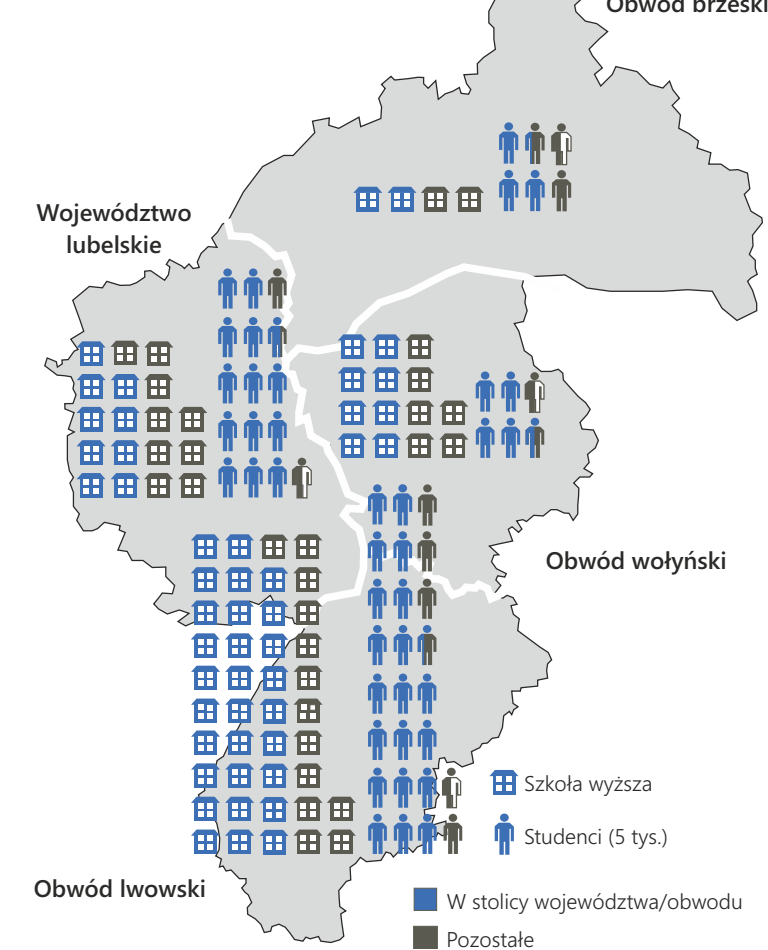 Obwód brzeski
Województwo
lubelskie
Obwód wołyński
Szkoła wyższa
Studenci (5 tys.)
Obwód lwowski
W stolicy województwa/obwodu
Pozostałe